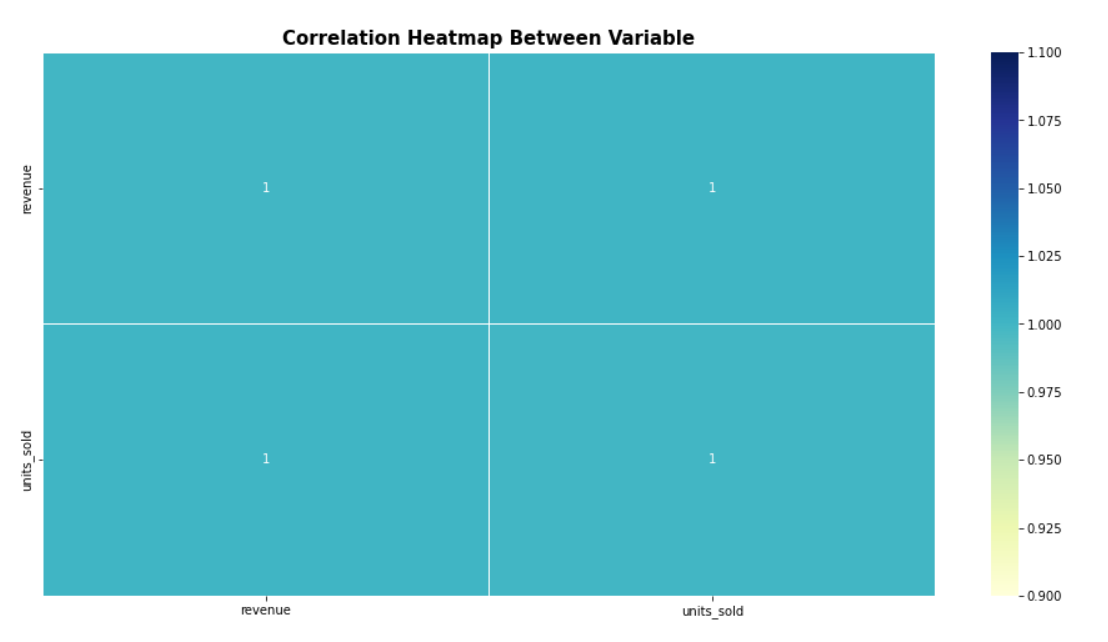 Correlation Heatmap Between Variable
revenue
units_sold
1
1
1
1
revenue
units_sold
1.100
1.075
1.050
1.025
1.000
0.975
0.950
0.925
0.900